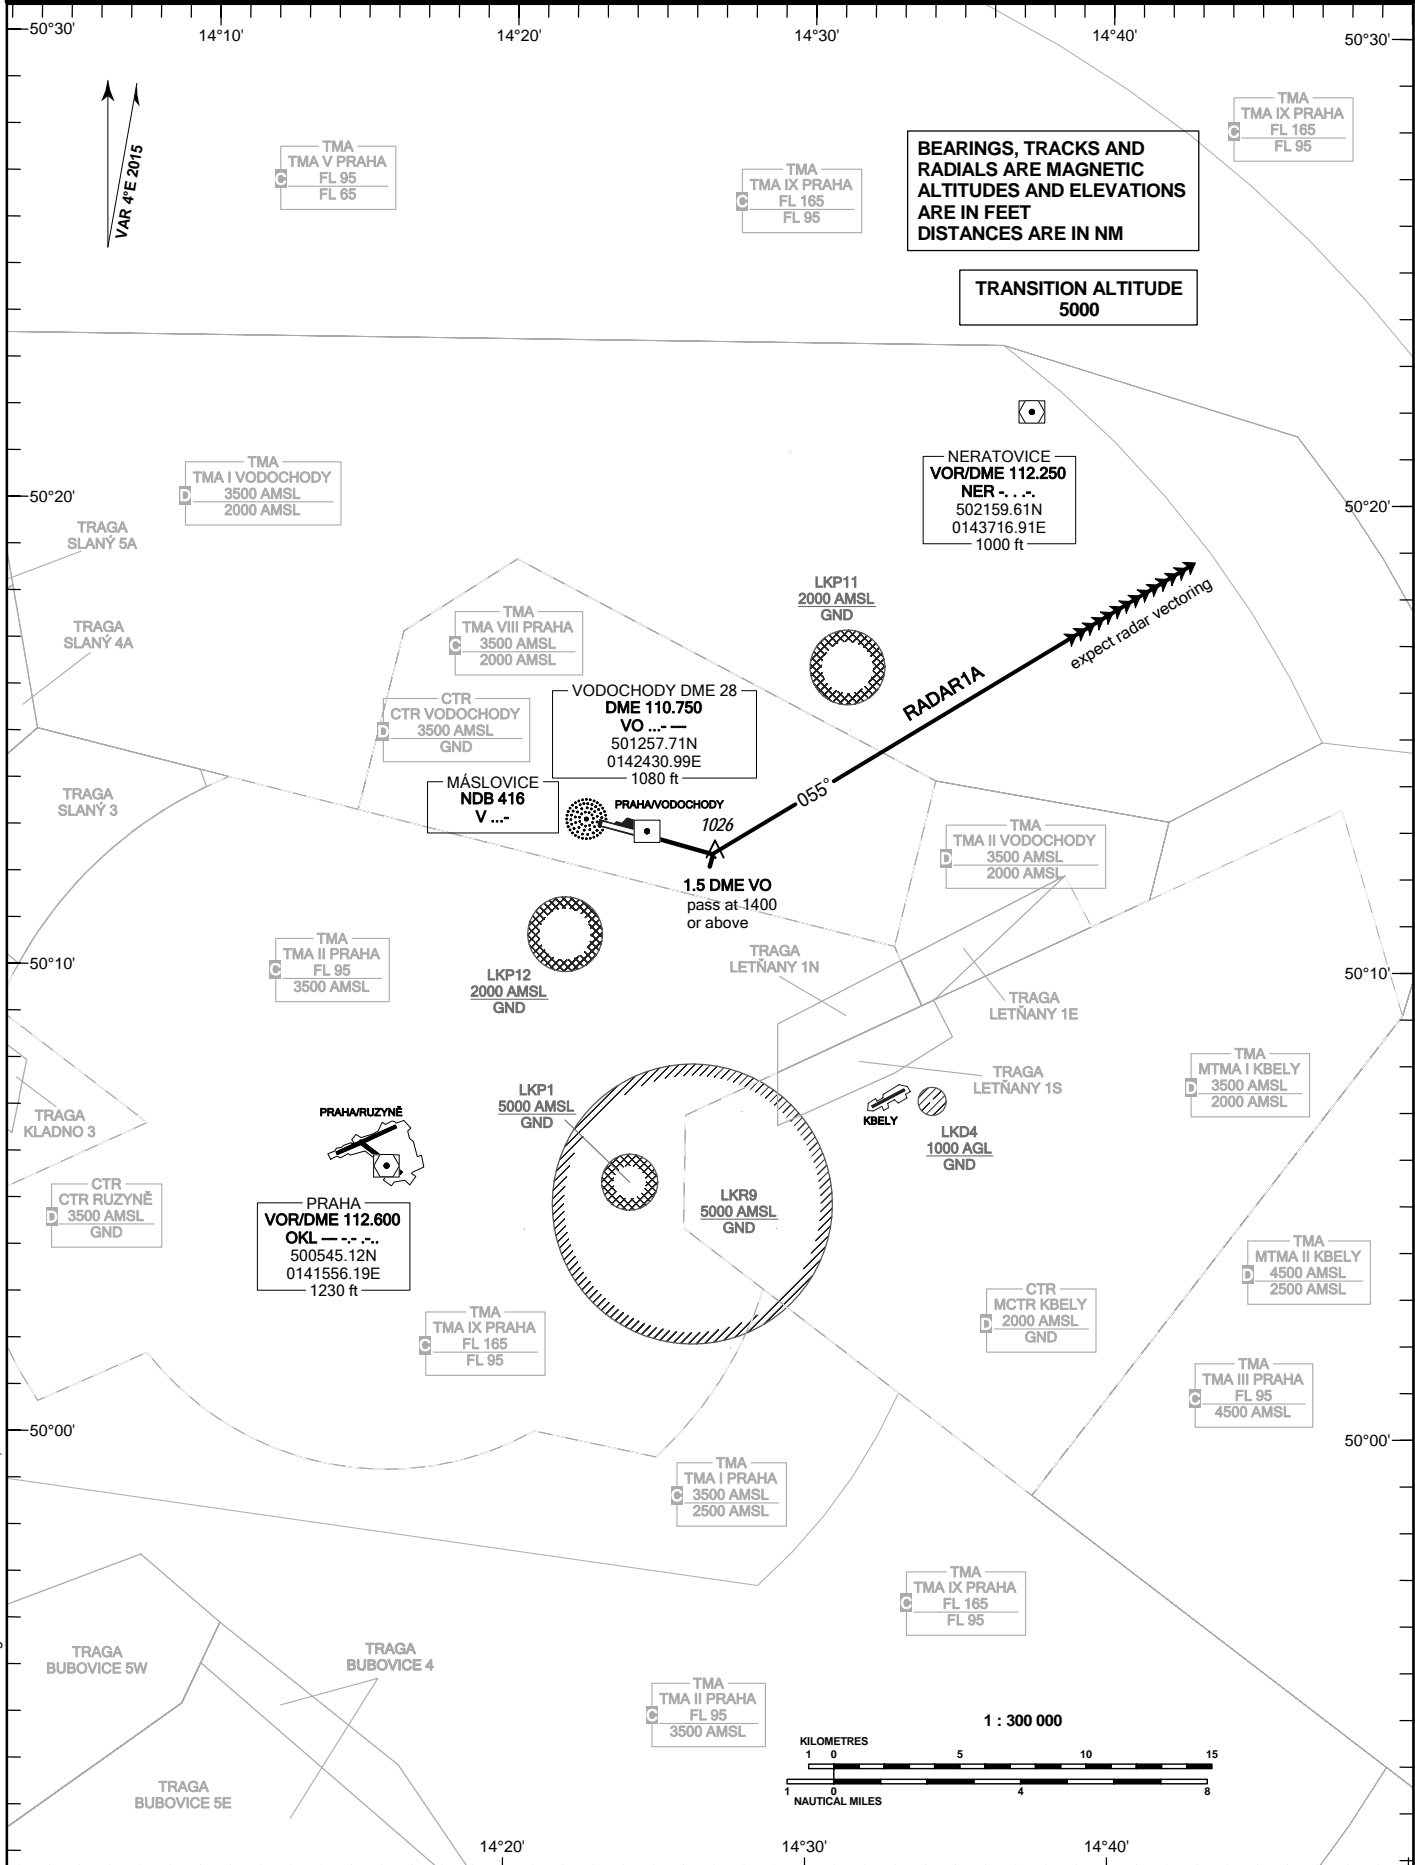 50°30'
14°10'
14°20'
14°30'
14°40'
50°30'
VAR 4°E 2015
TMA
TMA V PRAHA
C
FL 95
FL 65
TMA
TMA IX PRAHA
C
FL 165
FL 95
BEARINGS, TRACKS AND
RADIALS ARE MAGNETIC
ALTITUDES AND ELEVATIONS
ARE IN FEET
DISTANCES ARE IN NM
TMA
TMA IX PRAHA
C
FL 165
FL 95
TRANSITION ALTITUDE
5000
NERATOVICE
VOR/DME 112.250
NER -. . .-.
502159.61N
0143716.91E
1000 ft
50°20'
TMA
TMA I VODOCHODY
D
3500 AMSL
2000 AMSL
50°20'
TRAGA
SLANÝ 5A
TRAGA
SLANÝ 4A
TMA
TMA VIII PRAHA
C
3500 AMSL
2000 AMSL
LKP11
2000 AMSL
GND
expect radar vectoring
RADAR1A
055°
CTR
CTR VODOCHODY
D
3500 AMSL
GND
VODOCHODY DME 28
DME 110.750
VO ...- ---
501257.71N
0142430.99E
1080 ft
MÁSLOVICE
NDB 416
V ...-
PRAHA/VODOCHODY
1026
TRAGA
SLANÝ 3
1.5 DME VO
pass at 1400
or above
TMA
TMA II VODOCHODY
D
3500 AMSL
2000 AMSL
50°10'
TMA
TMA II PRAHA
C
FL 95
3500 AMSL
LKP12
2000 AMSL
GND
TRAGA
LETŇANY 1N
50°10'
TRAGA
LETŇANY 1E
TRAGA
LETŇANY 1S
TMA
MTMA I KBELY
D
3500 AMSL
2000 AMSL
TRAGA
KLADNO 3
PRAHA/RUZYNĚ
LKP1
5000 AMSL
GND
KBELY
LKD4
1000 AGL
GND
CTR
CTR RUZYNĚ
D
3500 AMSL
GND
PRAHA
VOR/DME 112.600
OKL --- -.- .-..
500545.12N
0141556.19E
1230 ft
LKR9
5000 AMSL
GND
TMA
MTMA II KBELY
D
4500 AMSL
2500 AMSL
CTR
MCTR KBELY
D
2000 AMSL
GND
TMA
TMA IX PRAHA
C
FL 165
FL 95
TMA
TMA III PRAHA
C
FL 95
4500 AMSL
50°00'
50°00'
TMA
TMA I PRAHA
C
3500 AMSL
2500 AMSL
TMA
TMA IX PRAHA
C
FL 165
FL 95
TRAGA
BUBOVICE 5W
TRAGA
BUBOVICE 4
TMA
TMA II PRAHA
C
FL 95
3500 AMSL
TRAGA
BUBOVICE 5E
1 : 300 000
KILOMETRES
1 0 5 10 15
1 0 4 8
NAUTICAL MILES
14°20'
14°30'
14°40'